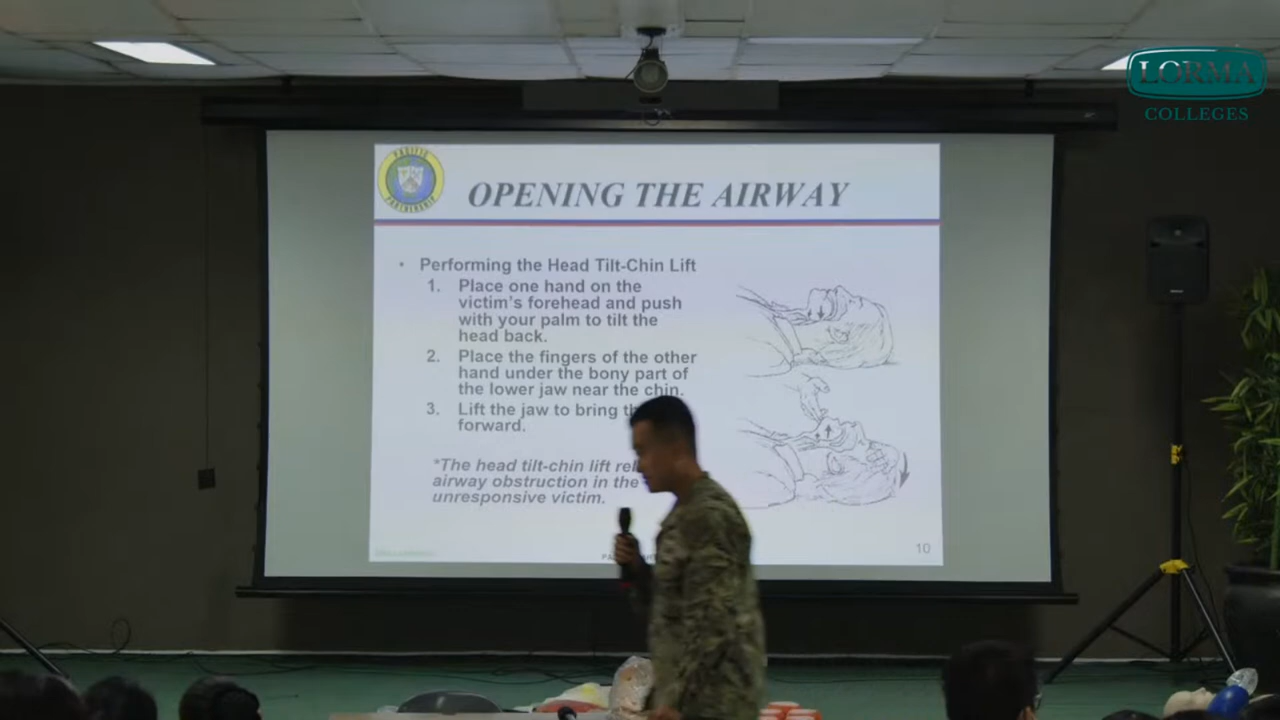 LORMA
COLLEGES
PACIFIC
PARTNERSHIP
OPENING THE AIRWAY
• Performing the Head Tilt-Chin Lift
1. Place one hand on the
victim's forehead and push
with your palm to tilt the
head back.
2. Place the fingers of the other
hand under the bony part of
the lower jaw near the chin.
3. Lift the jaw to bring
forward.
*The head tilt-chin lift
airway obstruction in the
unresponsive victim.
10